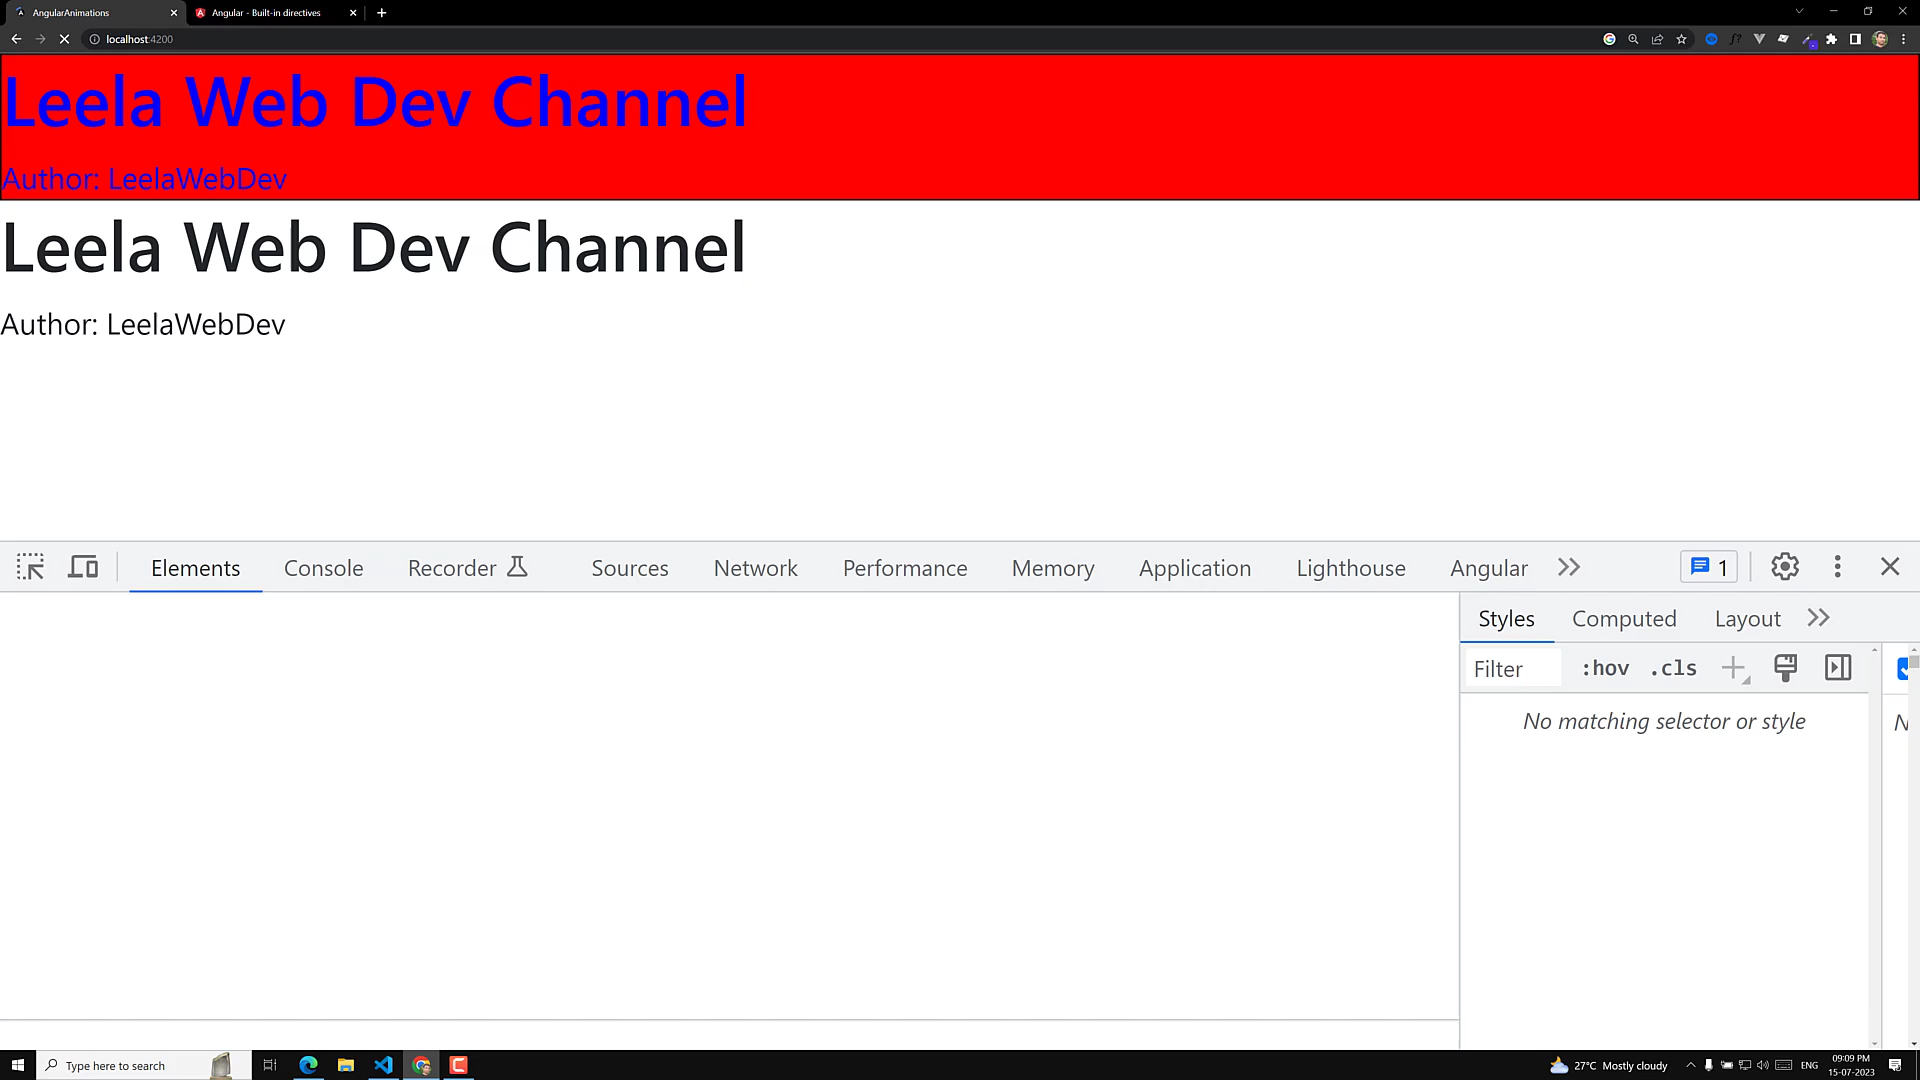 AngularAnimations
Angular - Built-in directives
localhost:4200
f?
Leela Web Dev Channel
Author: LeelaWebDev
Leela Web Dev Channel
Author: LeelaWebDev
Elements Console Recorder Sources Network Performance Memory Application Lighthouse Angular 1
Styles Computed Layout
Filter :hov .cls
No matching selector or style
N
Type here to search
27°C Mostly cloudy
ENG
09:09 PM
15-07-2023